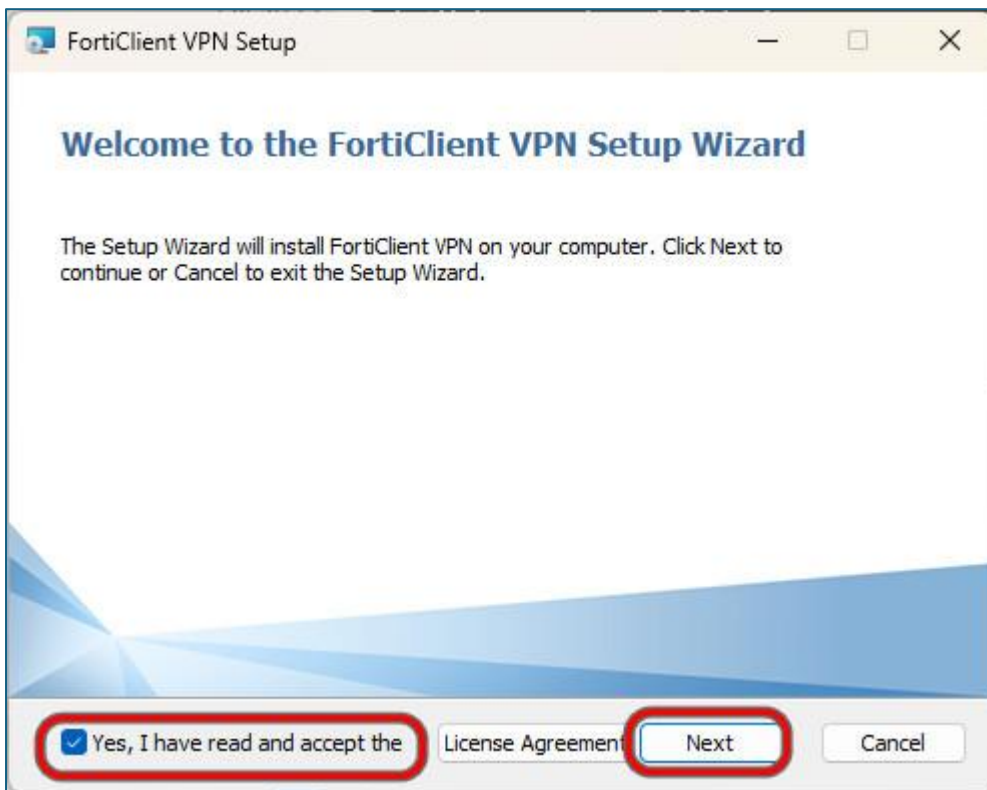 FortiClient VPN Setup
Welcome to the FortiClient VPN Setup Wizard
The Setup Wizard will install FortiClient VPN on your computer. Click Next to
continue or Cancel to exit the Setup Wizard.
Yes, I have read and accept the License Agreement Next Cancel